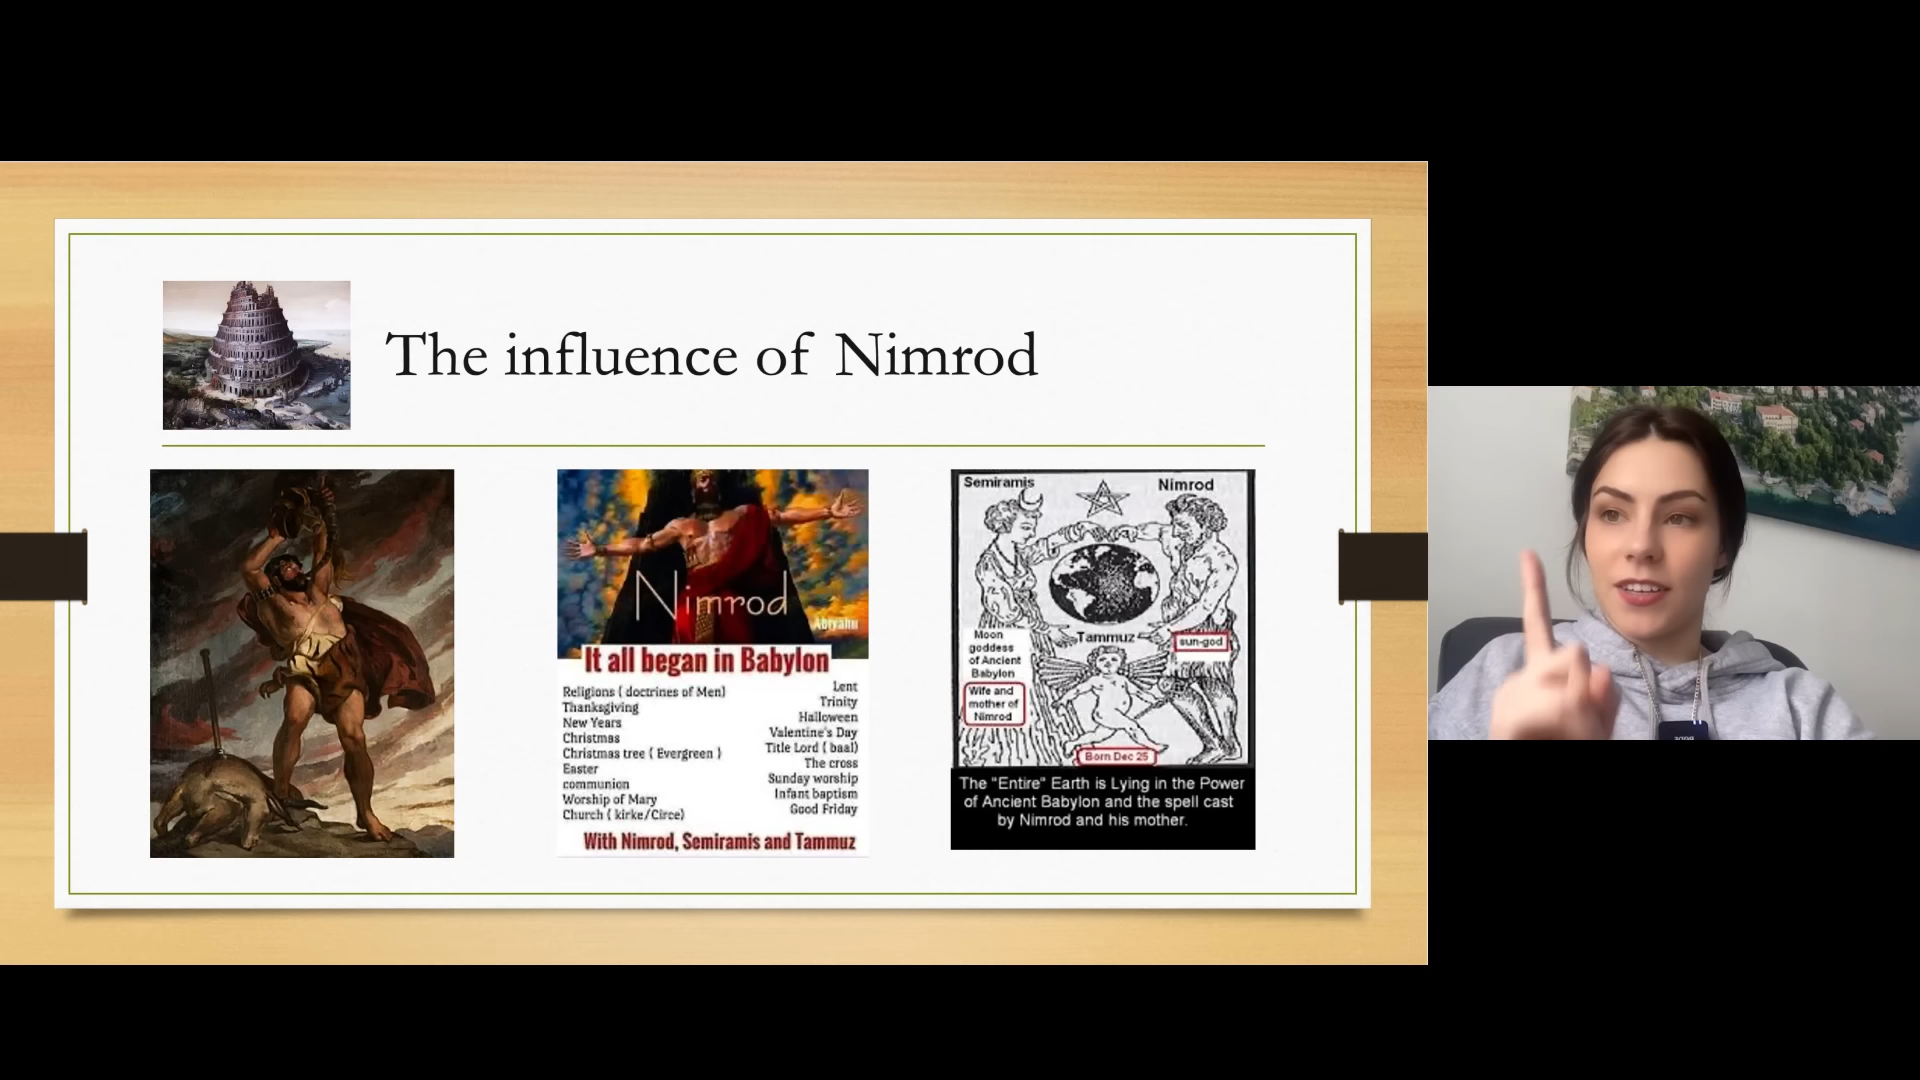 The influence of Nimrod
Nimrod
Abiyahu
It all began in Babylon
Religions ( doctrines of Men)
Thanksgiving
New Years
Christmas
Christmas tree ( Evergreen )
Easter
communion
Worship of Mary
Church ( kirke/Circe)
Lent
Trinity
Halloween
Valentine's Day
Title Lord ( baal)
The cross
Sunday worship
Infant baptism
Good Friday
With Nimrod, Semiramis and Tammuz
Semiramis
Nimrod
Moon
goddess
of Ancient
Babylon
Wife and
mother of
Nimrod
Tammuz
sun-god
Born Dec 25
The "Entire" Earth is Lying in the Power
of Ancient Babylon and the spell cast
by Nimrod and his mother.